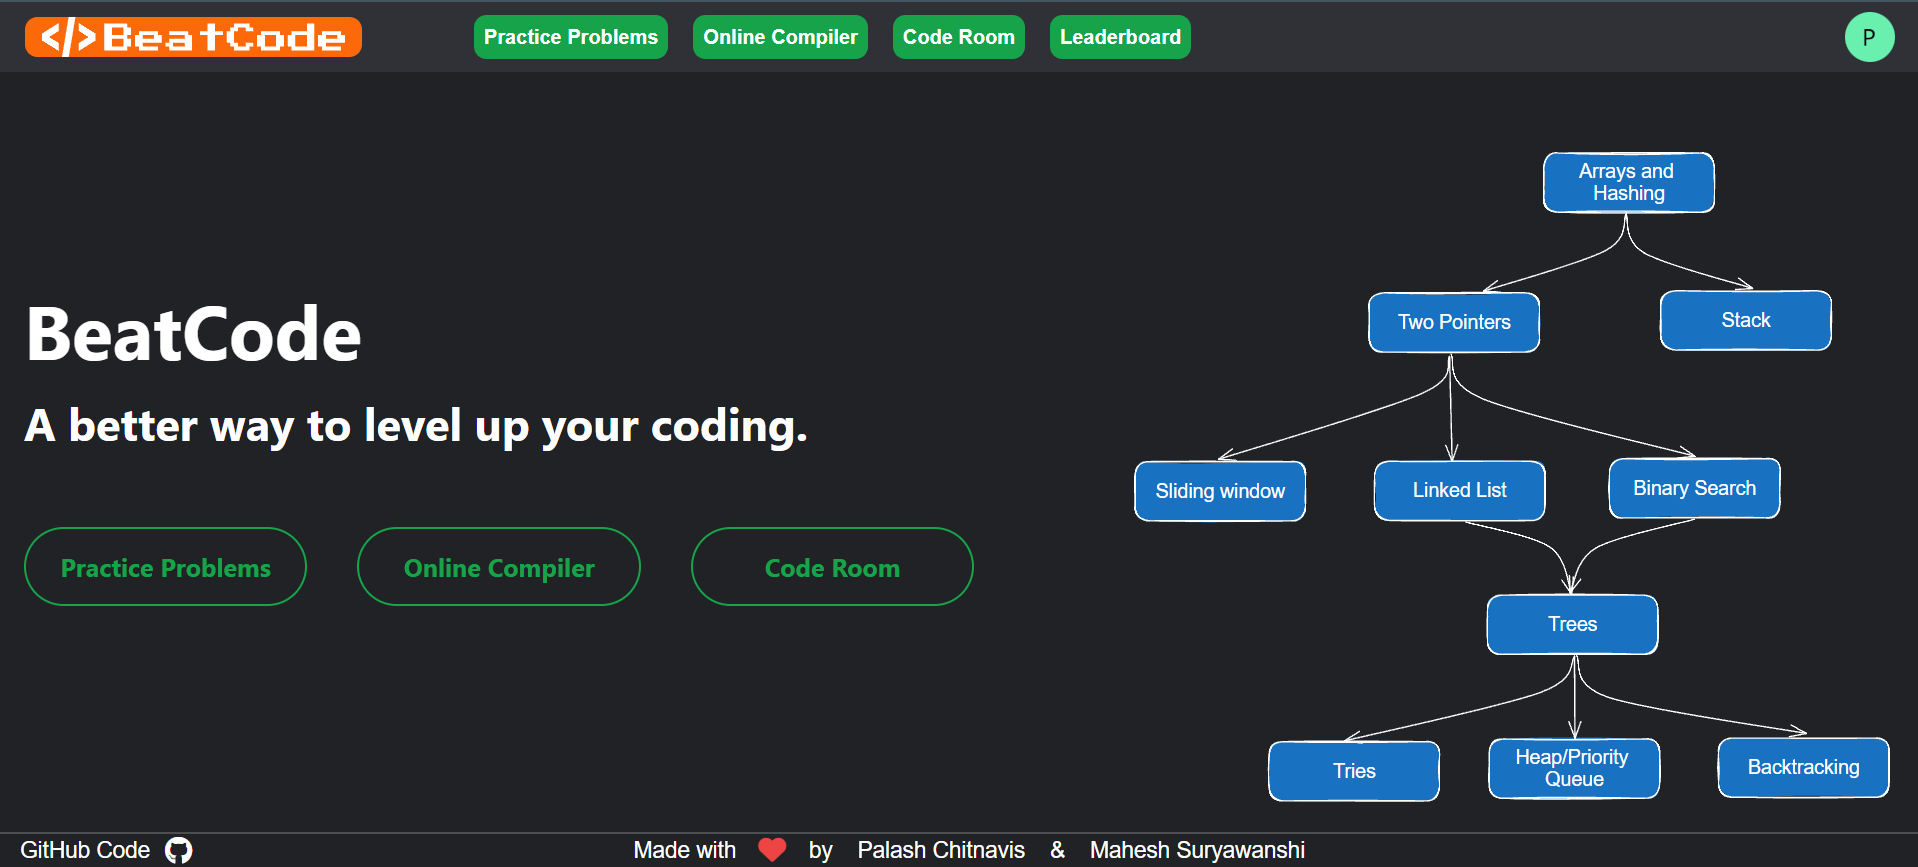 </>BeatCode
Practice Problems
Online Compiler
Code Room
Leaderboard
P
BeatCode
A better way to level up your coding.
Practice Problems
Online Compiler
Code Room
Arrays and
Hashing
Two Pointers
Stack
Sliding window
Linked List
Binary Search
Trees
Tries
Heap/Priority
Queue
Backtracking
GitHub Code
Made with ❤ by Palash Chitnavis & Mahesh Suryawanshi